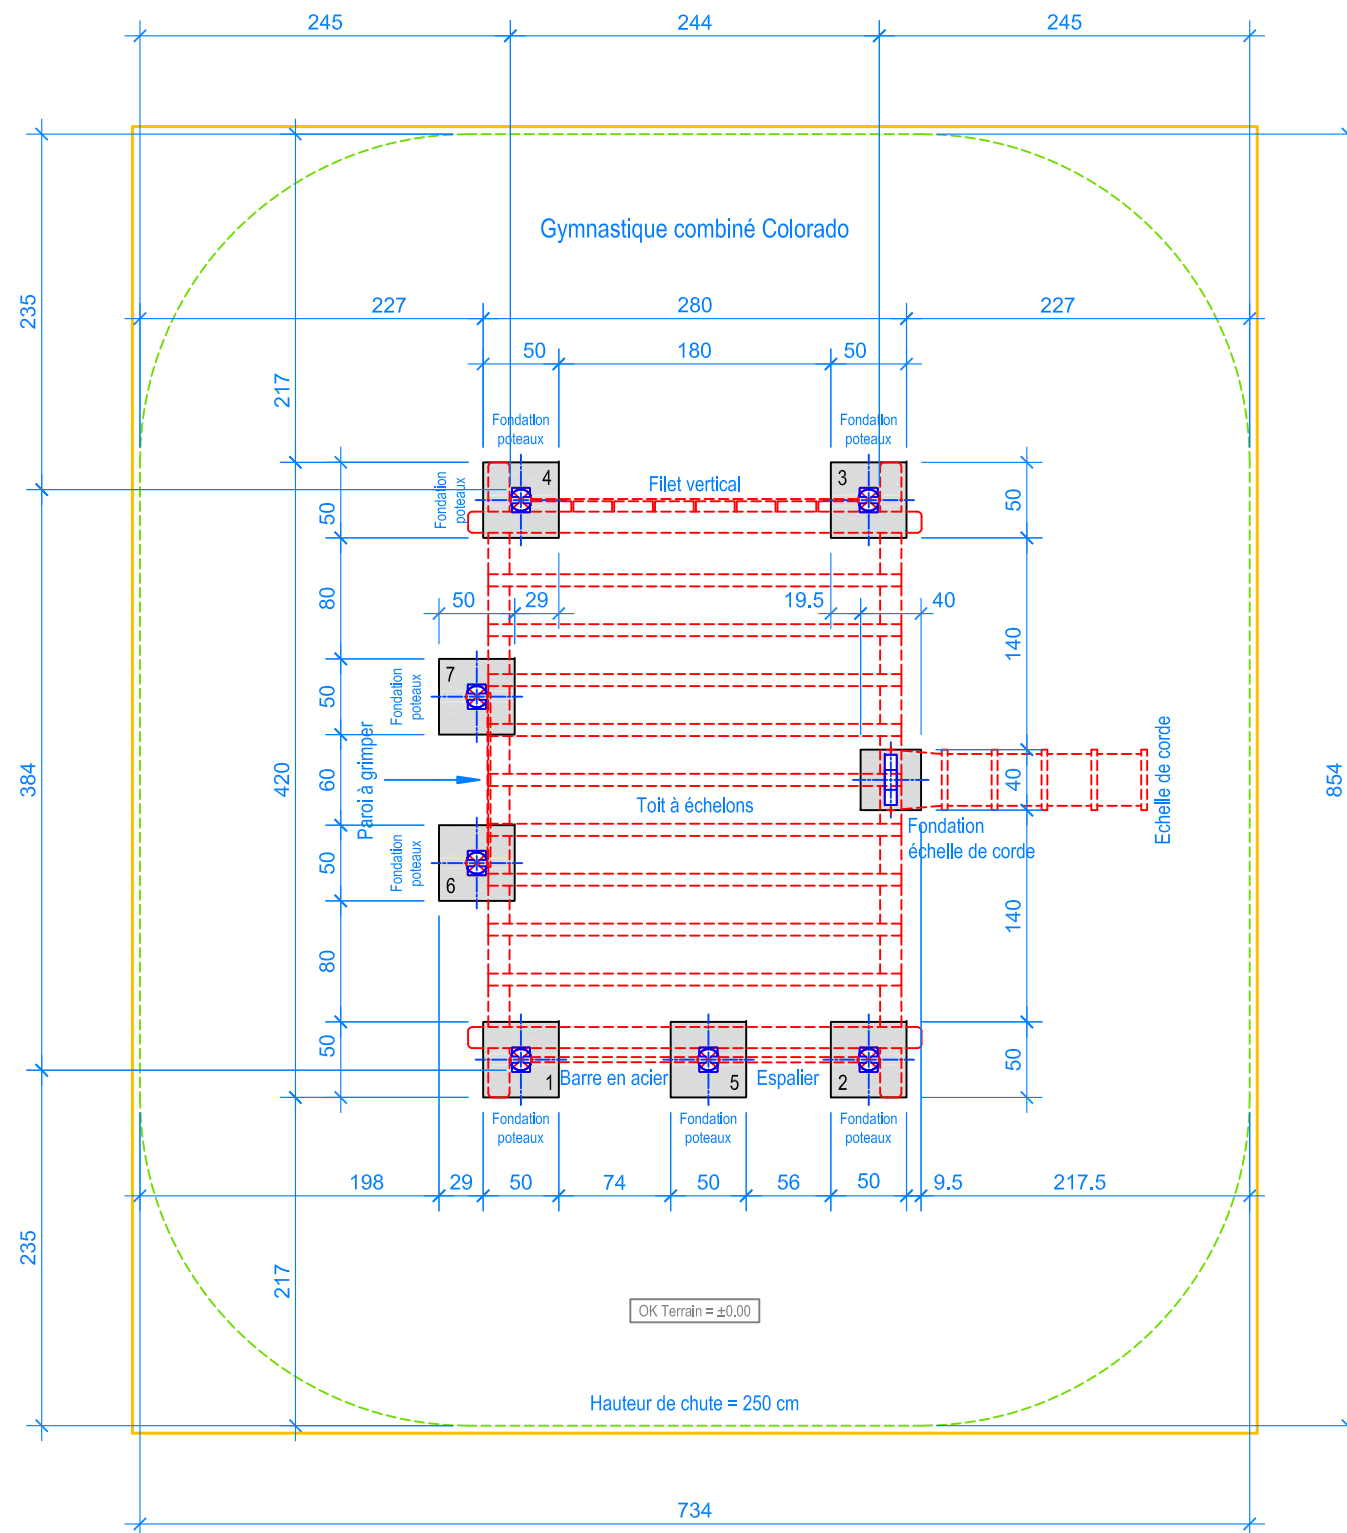 245 244 245
Gymnastique combiné Colorado
227 280 227
50 180 50
235
217
Fondation
poteaux
Fondation
poteaux
Fondation
poteaux
4
3
Filet vertical
50
50
80
50 29
19.5 40
140
7
Fondation
poteaux
50
Paroi à grimper
384
420
60
Toit à échelons
40
Echelle de corde
854
Fondation
échelle de corde
Fondation
poteaux
50
6
140
80
50
50
1
Barre en acier
5
Espalier
2
Fondation
poteaux
Fondation
poteaux
Fondation
poteaux
198 29 50 74 50 56 50 9.5 217.5
235
217
OK Terrain = ±0.00
Hauteur de chute = 250 cm
734